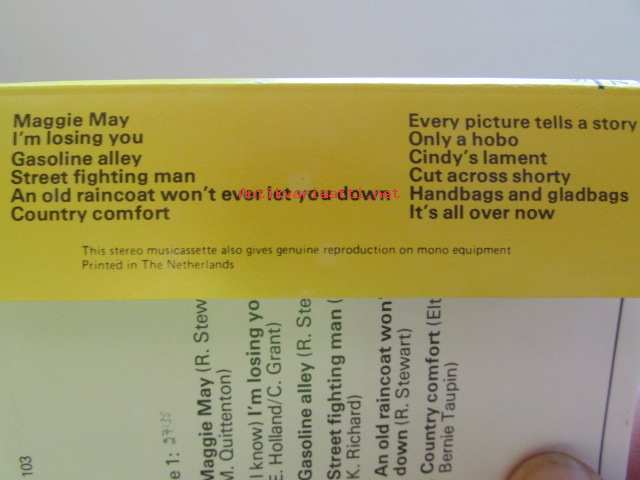 Maggie May
I'm losing you
Gasoline alley
Street fighting man
An old raincoat won't ever let you down
Country comfort
Every picture tells a story
Only a hobo
Cindy's lament
Cut across shorty
Handbags and gladbags
It's all over now
This stereo musicassette also gives genuine reproduction on mono equipment
Printed in The Netherlands
103
e 1:
Maggie May (R. Stew
M. Quittenton)
I know) I'm losing yo
E. Holland/C. Grant)
Gasoline alley (R. Ste
Street fighting man (
K. Richard)
An old raincoat won'
down (R. Stewart)
Country comfort (Elt
Bernie Taupin)